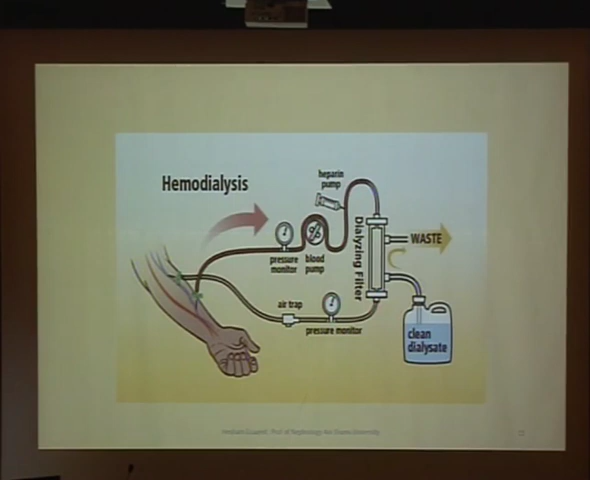 Hemodialysis
heparin
pump
pressure
monitor
blood
pump
Dialyzing Filter
WASTE
air trap
pressure monitor
clean
dialysate